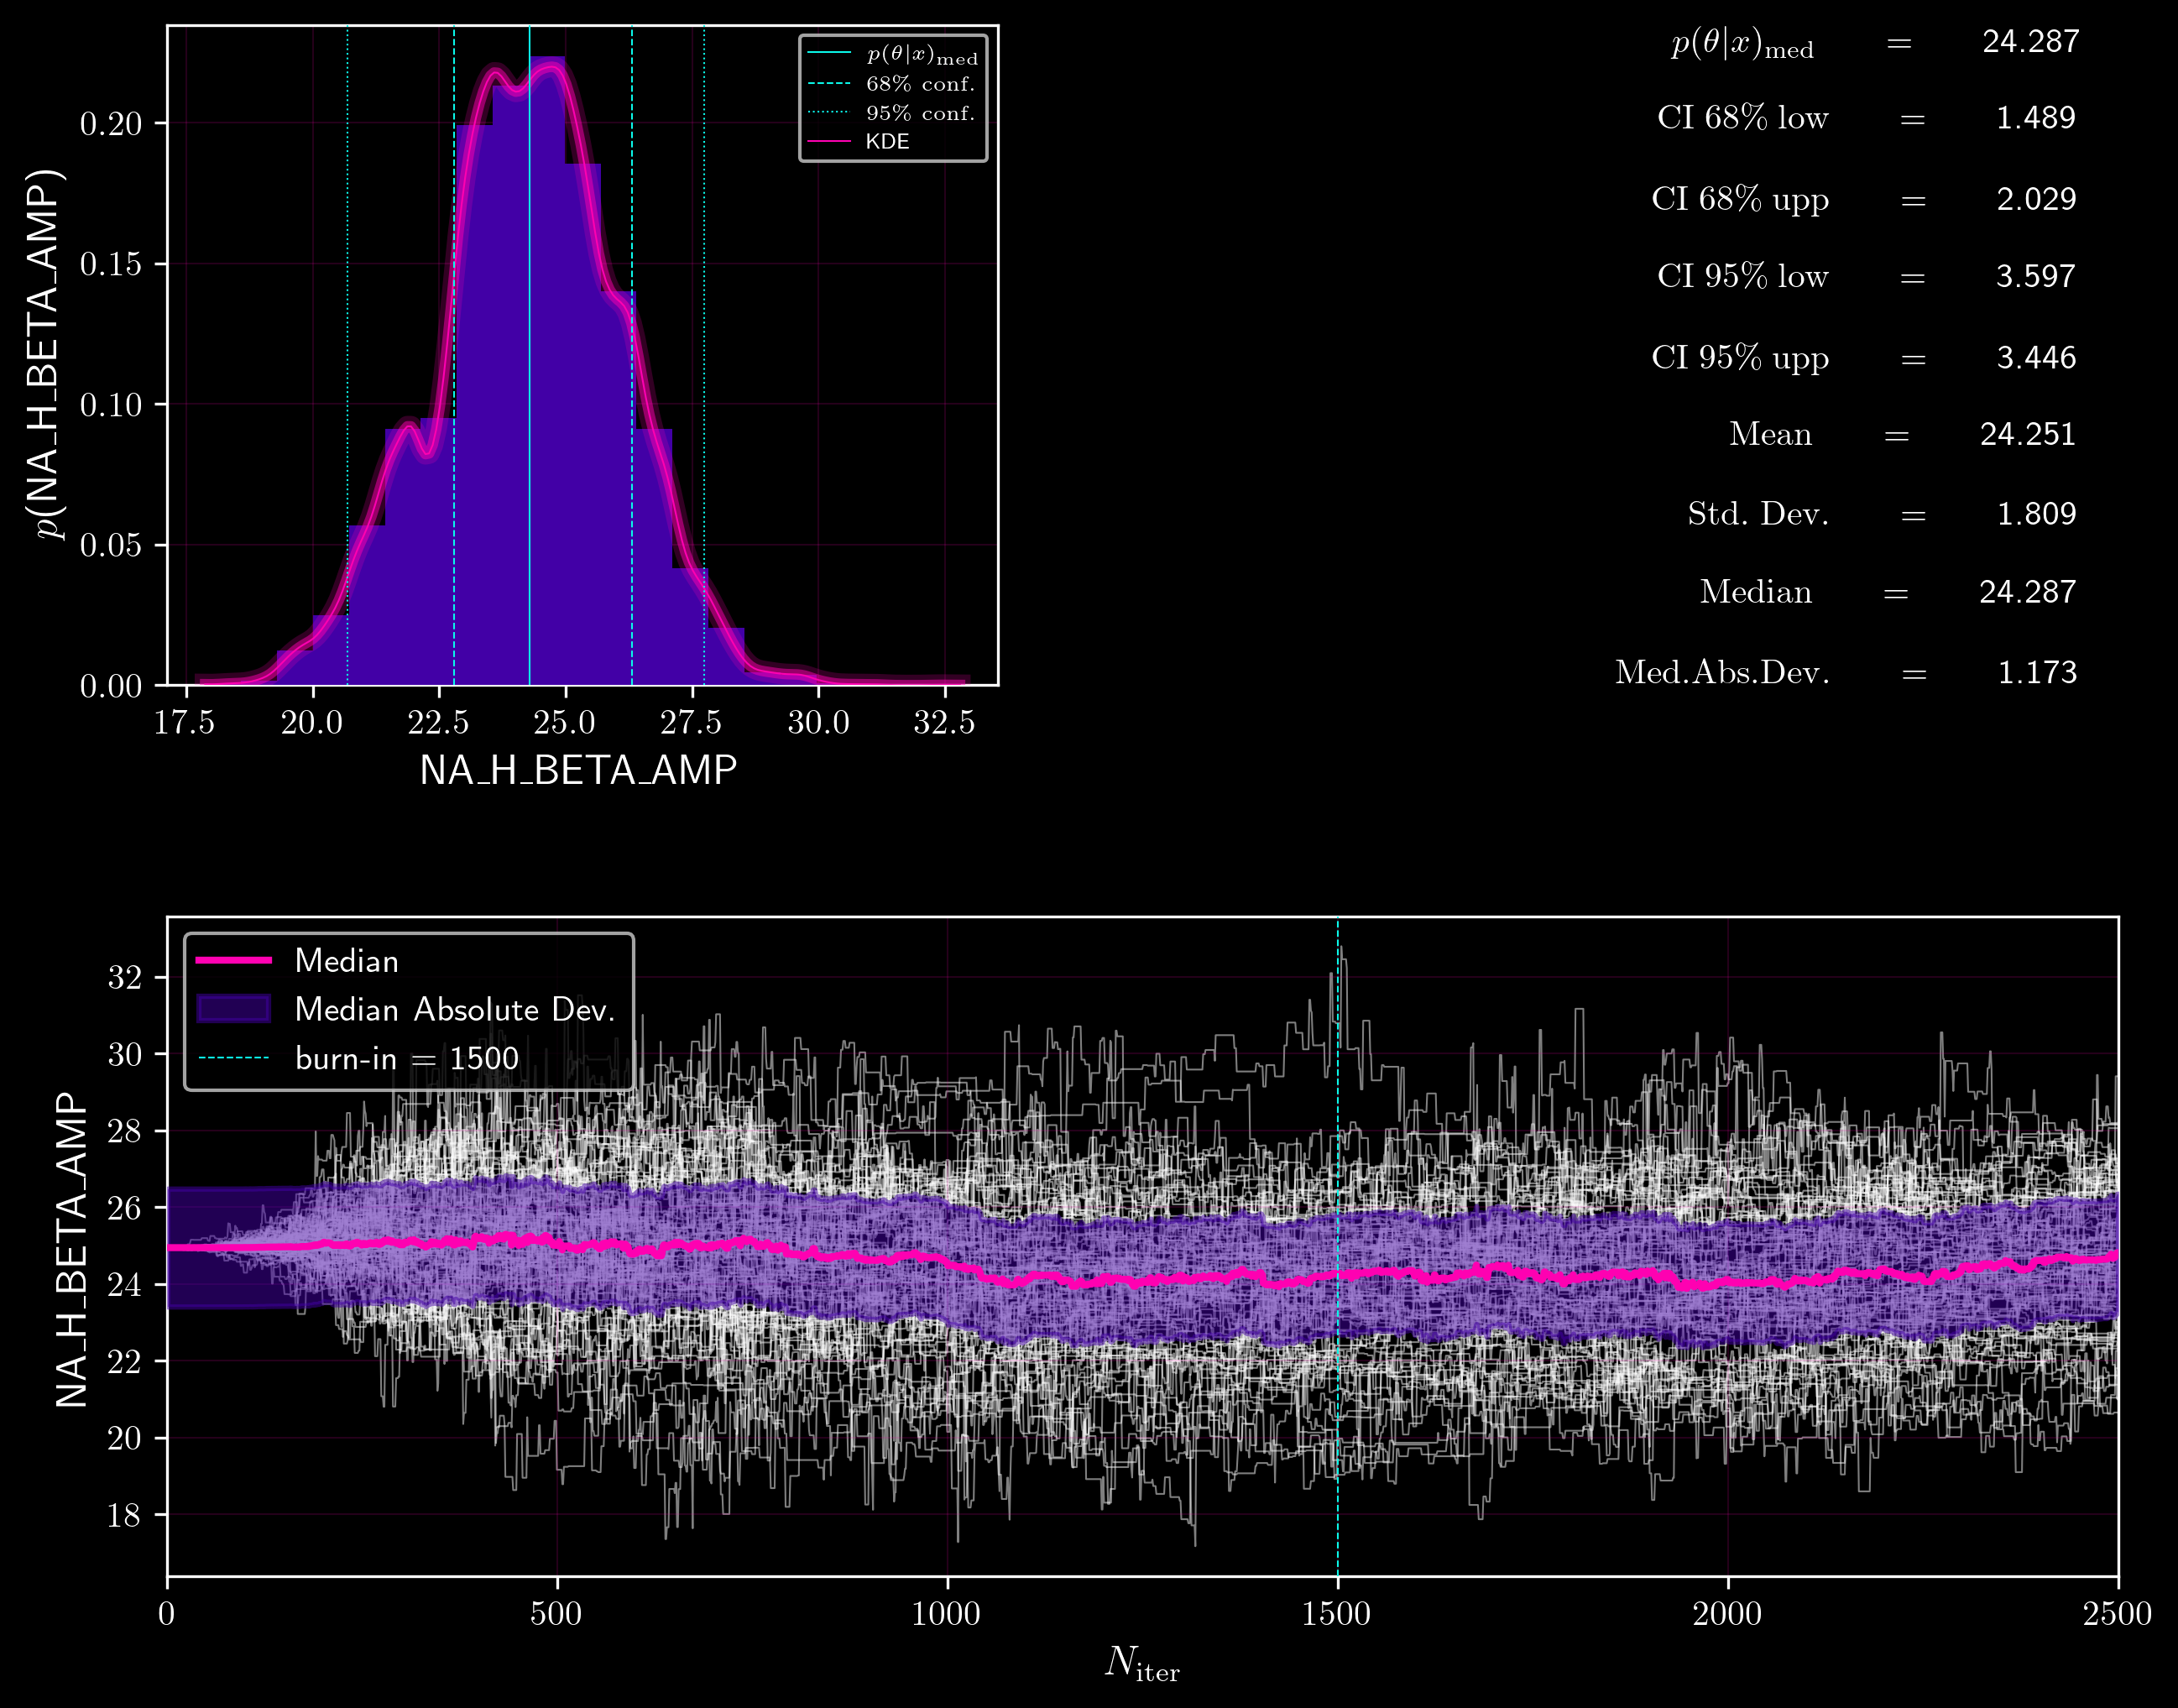 p(NA_H_BETA_AMP)
0.20
0.15
0.10
0.05
0.00
17.5 20.0 22.5 25.0 27.5 30.0 32.5
NA_H_BETA_AMP
p(θ|x)med
68% conf.
95% conf.
KDE
p(θ|x)med = 24.287
CI 68% low = 1.489
CI 68% upp = 2.029
CI 95% low = 3.597
CI 95% upp = 3.446
Mean = 24.251
Std. Dev. = 1.809
Median = 24.287
Med.Abs.Dev. = 1.173
NA_H_BETA_AMP
32
30
28
26
24
22
20
18
Median
Median Absolute Dev.
burn-in = 1500
0 500 1000 1500 2000 2500
Niter